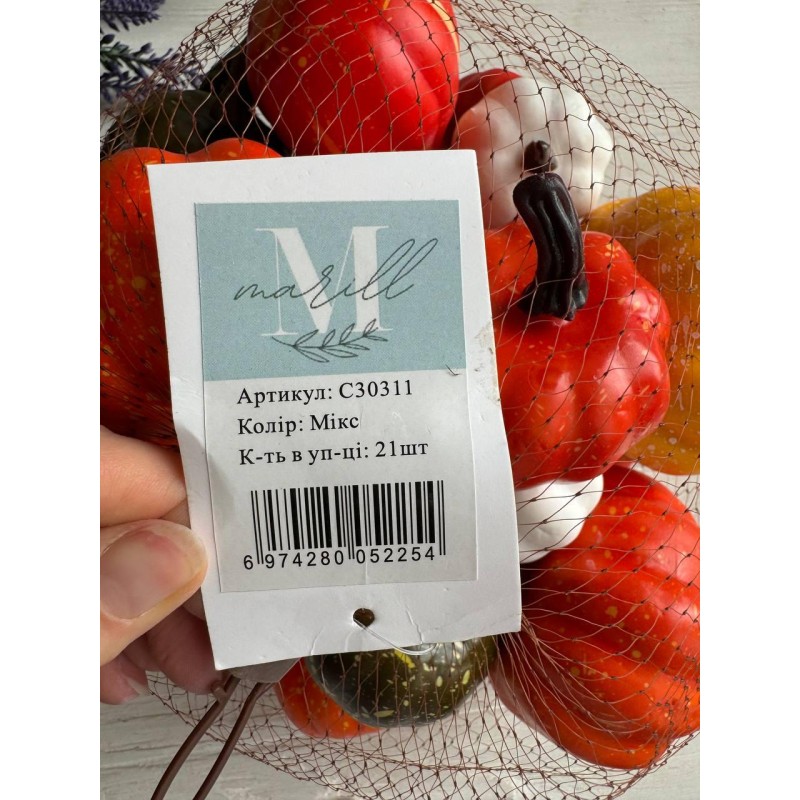 M
marill
Артикул: C30311
Колір: Мікс
К-ть в уп-ці: 21шт
6 974280 052254